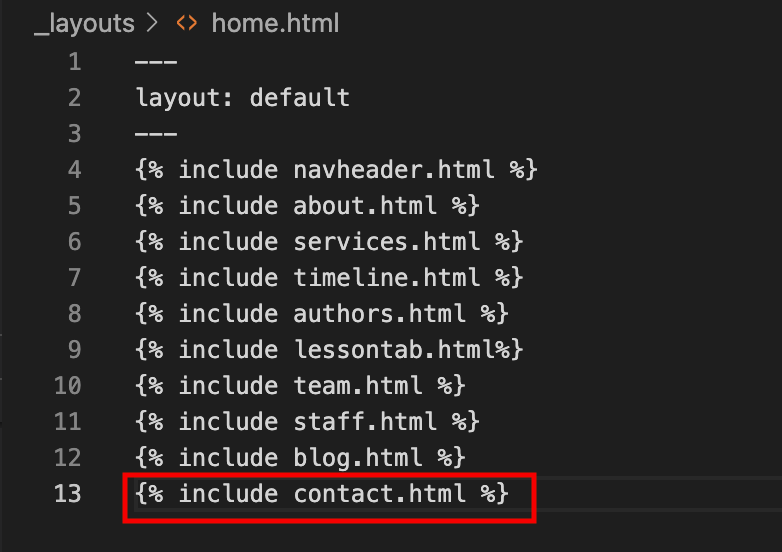 _layouts > <> home.html
1 ---
2 layout: default
3 ---
4 {% include navheader.html %}
5 {% include about.html %}
6 {% include services.html %}
7 {% include timeline.html %}
8 {% include authors.html %}
9 {% include lessontab.html%}
10 {% include team.html %}
11 {% include staff.html %}
12 {% include blog.html %}
13 {% include contact.html %}